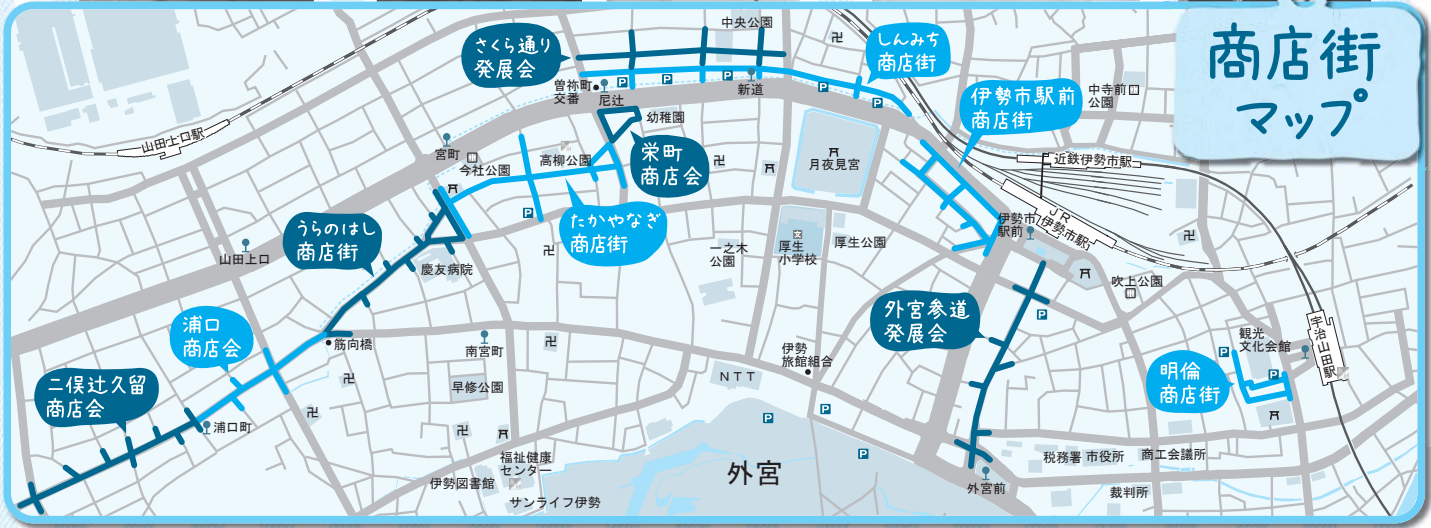 商店街
マップ
さくら通り
発展会
中央公園
しんみち
商店街
曽祢町
交番
尼辻
新道
幼稚園
伊勢市駅前
商店街
中寺前
公園
山田上口駅
宮町
今社公園
高柳公園
栄町
商店会
月夜見宮
近鉄伊勢市駅
たかやなぎ
商店街
うらのはし
商店街
山田上口
慶友病院
一之木
公園
厚生
小学校
厚生公園
伊勢市
駅前
JR
伊勢市駅
吹上公園
浦口
商店会
筋向橋
南宮町
早修公園
外宮参道
発展会
伊勢
旅館組合
NTT
観光
文化会館
宇治山田駅
明倫
商店街
二俣辻久留
商店会
浦口町
福祉健康
センター
伊勢図書館
サンライフ伊勢
外宮
外宮前
税務署
市役所
商工会議所
裁判所
P
P
P
P
P
P
P
P
P
P
P
P